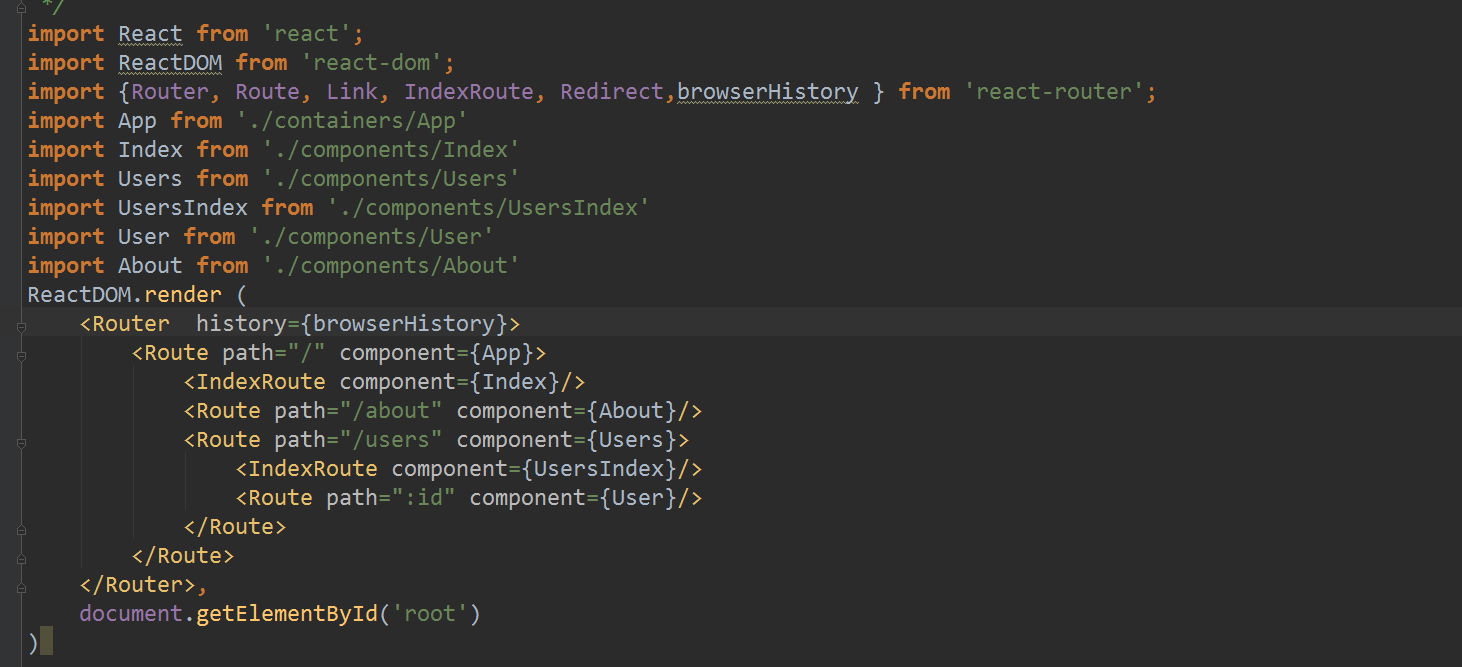 */
import React from 'react';
import ReactDOM from 'react-dom';
import {Router, Route, Link, IndexRoute, Redirect,browserHistory } from 'react-router';
import App from './containers/App'
import Index from './components/Index'
import Users from './components/Users'
import UsersIndex from './components/UsersIndex'
import User from './components/User'
import About from './components/About'
ReactDOM.render (
    <Router  history={browserHistory}>
        <Route path="/" component={App}>
            <IndexRoute component={Index}/>
            <Route path="/about" component={About}/>
            <Route path="/users" component={Users}>
                <IndexRoute component={UsersIndex}/>
                <Route path=":id" component={User}/>
            </Route>
        </Route>
    </Router>,
    document.getElementById('root')
)